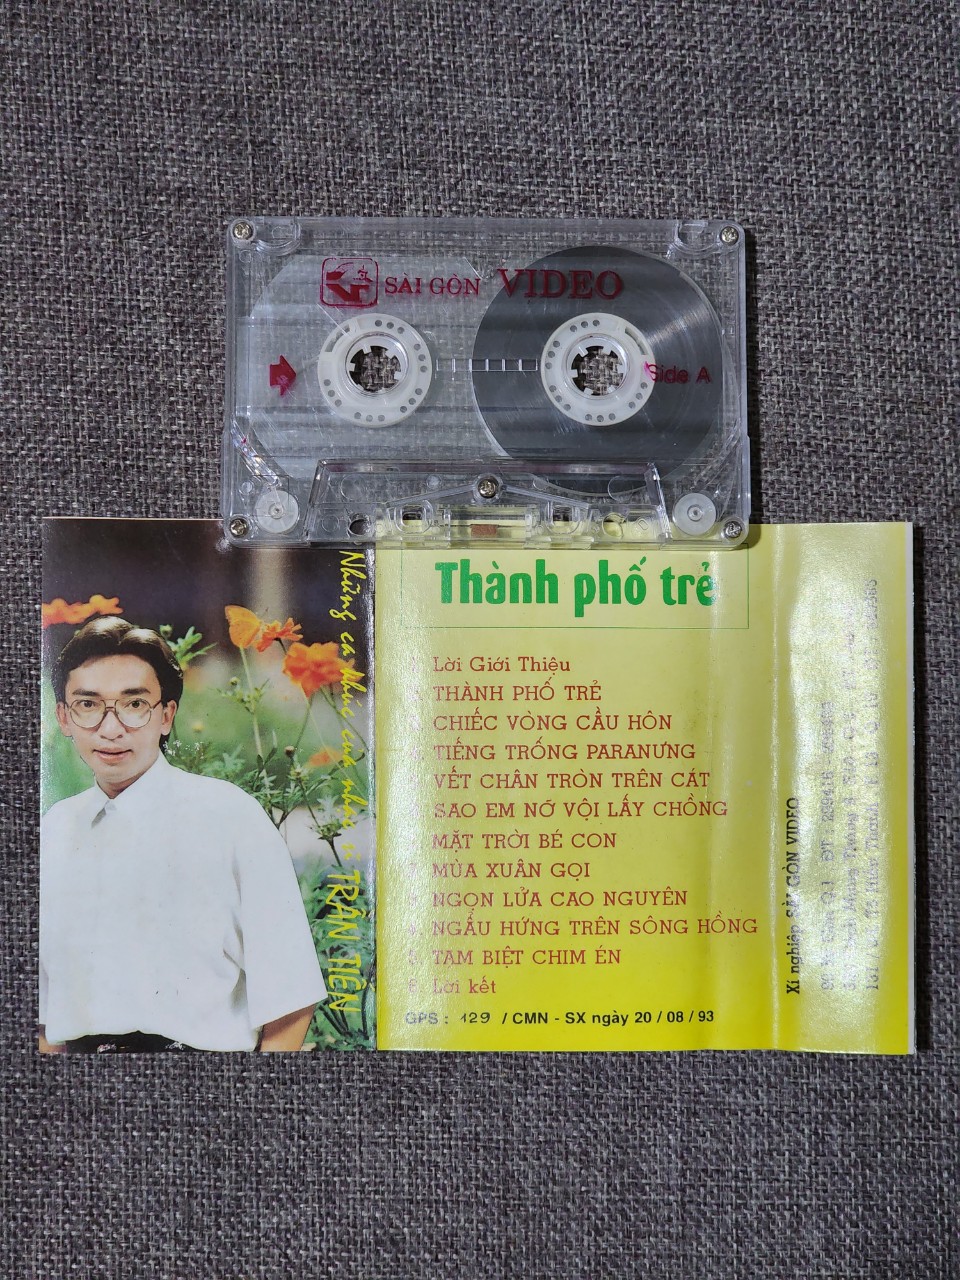 SÀI GÒN VIDEO
Side A
Những ca khúc của nhạc sĩ TRẦN TIẾN
Thành phố trẻ
Lời Giới Thiệu
THÀNH PHỐ TRẺ
CHIẾC VÒNG CẦU HÔN
TIẾNG TRỐNG PARANƯNG
VẾT CHÂN TRÒN TRÊN CÁT
SAO EM NỠ VỘI LẤY CHỒNG
MẶT TRỜI BÉ CON
MÙA XUÂN GỌI
NGỌN LỬA CAO NGUYÊN
NGẪU HỨNG TRÊN SÔNG HỒNG
TẠM BIỆT CHIM ÉN
Lời kết
GPS : 129 / CMN - SX ngày 20 / 08 / 93
Xí nghiệp SÀI GÒN VIDEO